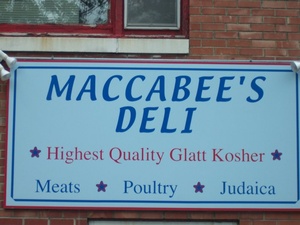 MACCABEE'S
DELI
★ Highest Quality Glatt Kosher ★
Meats ★ Poultry ★ Judaica